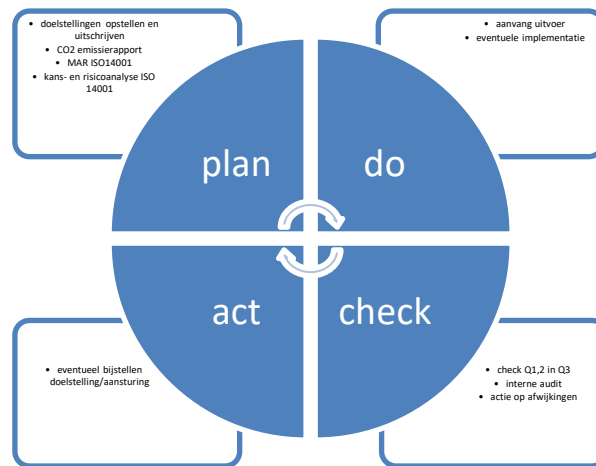 • doelstellingen opstellen en
uitschrijven
• CO2 emissierapport
• MAR ISO14001
• kans- en risicoanalyse ISO
14001
• aanvang uitvoer
• eventuele implementatie
plan
do
act
check
• eventueel bijstellen
doelstelling/aansturing
• check Q1,2 in Q3
• interne audit
• actie op afwijkingen